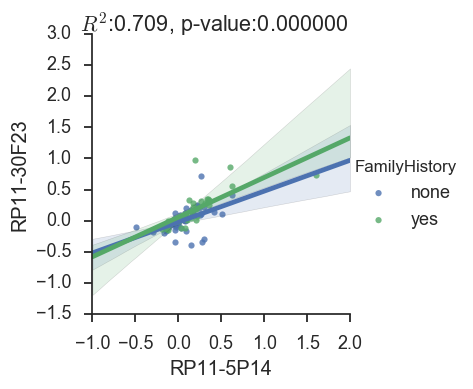 R²:0.709, p-value:0.000000
3.0
2.5
2.0
1.5
1.0
0.5
0.0
−0.5
−1.0
−1.5
RP11-30F23
−1.0 −0.5 0.0 0.5 1.0 1.5 2.0
RP11-5P14
FamilyHistory
none
yes